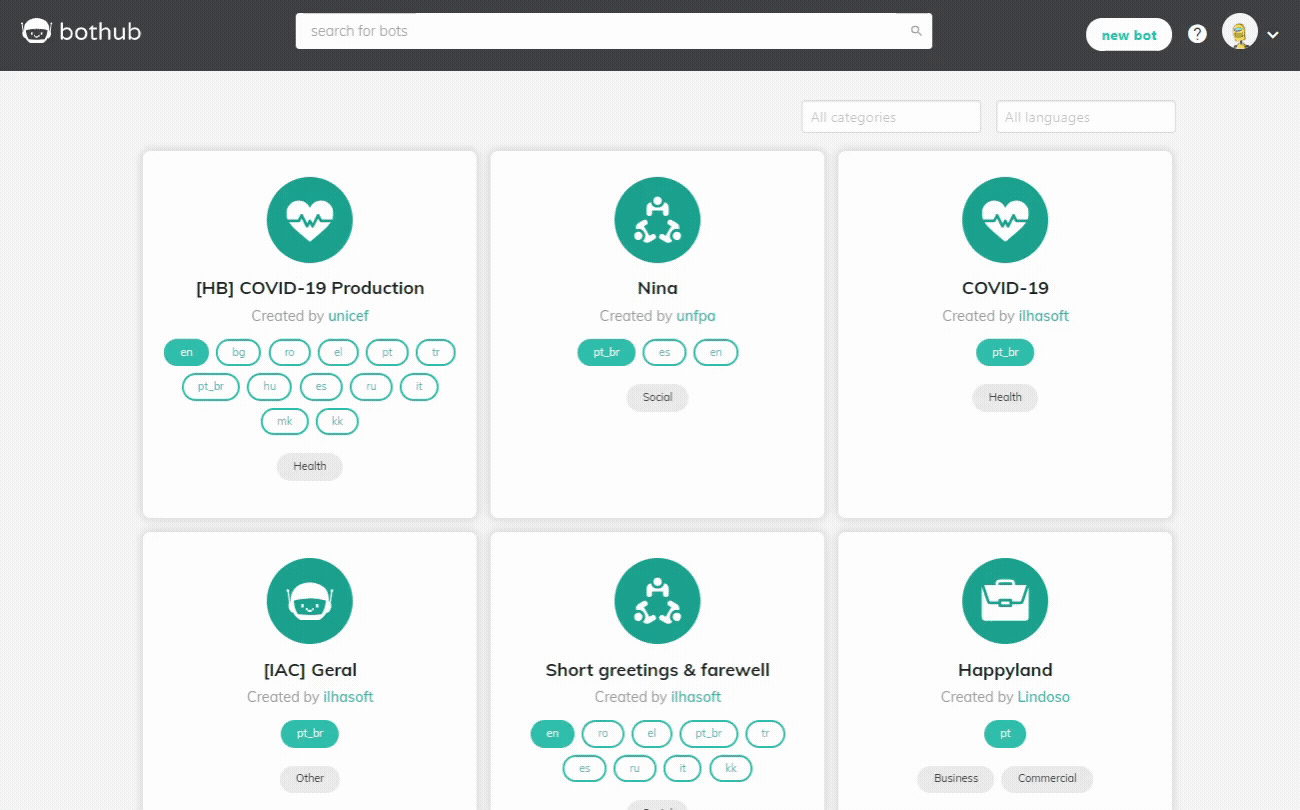 bothub
search for bots
new bot
?
All categories
All languages
[HB] COVID-19 Production
Created by unicef
en bg ro el pt tr
pt_br hu es ru it
mk kk
Health
Nina
Created by unfpa
pt_br es en
Social
COVID-19
Created by ilhasoft
pt_br
Health
[IAC] Geral
Created by ilhasoft
pt_br
Other
Short greetings & farewell
Created by ilhasoft
en ro el pt_br tr
es ru it kk
Happyland
Created by Lindoso
pt
Business Commercial